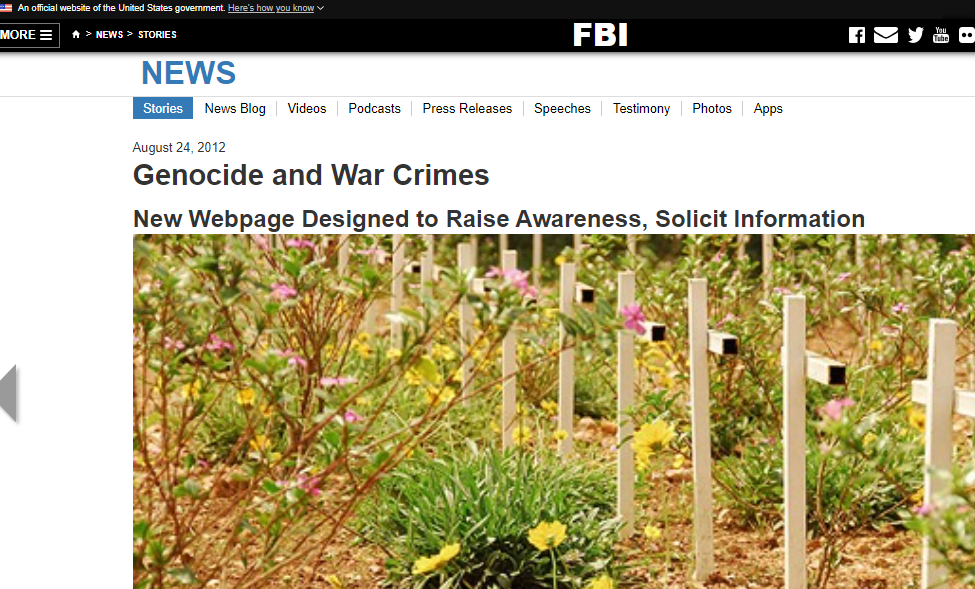 An official website of the United States government. Here's how you know
MORE > NEWS > STORIES
FBI
You Tube
NEWS
Stories News Blog Videos Podcasts Press Releases Speeches Testimony Photos Apps
August 24, 2012
Genocide and War Crimes
New Webpage Designed to Raise Awareness, Solicit Information